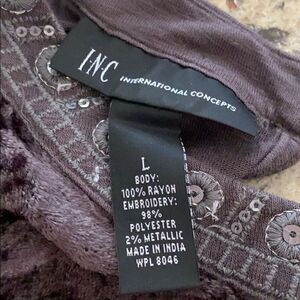 I·N·C
INTERNATIONAL CONCEPTS
L
BODY:
100% RAYON
EMBROIDERY:
98%
POLYESTER
2% METALLIC
MADE IN INDIA
WPL 8046